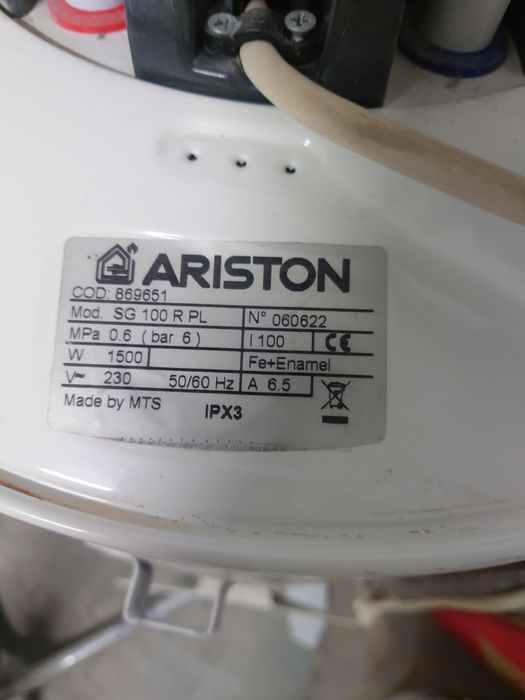 ARISTON
COD: 869651
Mod. SG 100 R PL N° 060622
MPa 0.6 ( bar 6 ) l 100 CE
W 1500 Fe+Enamel
V~ 230 50/60 Hz A 6.5
Made by MTS IPX3